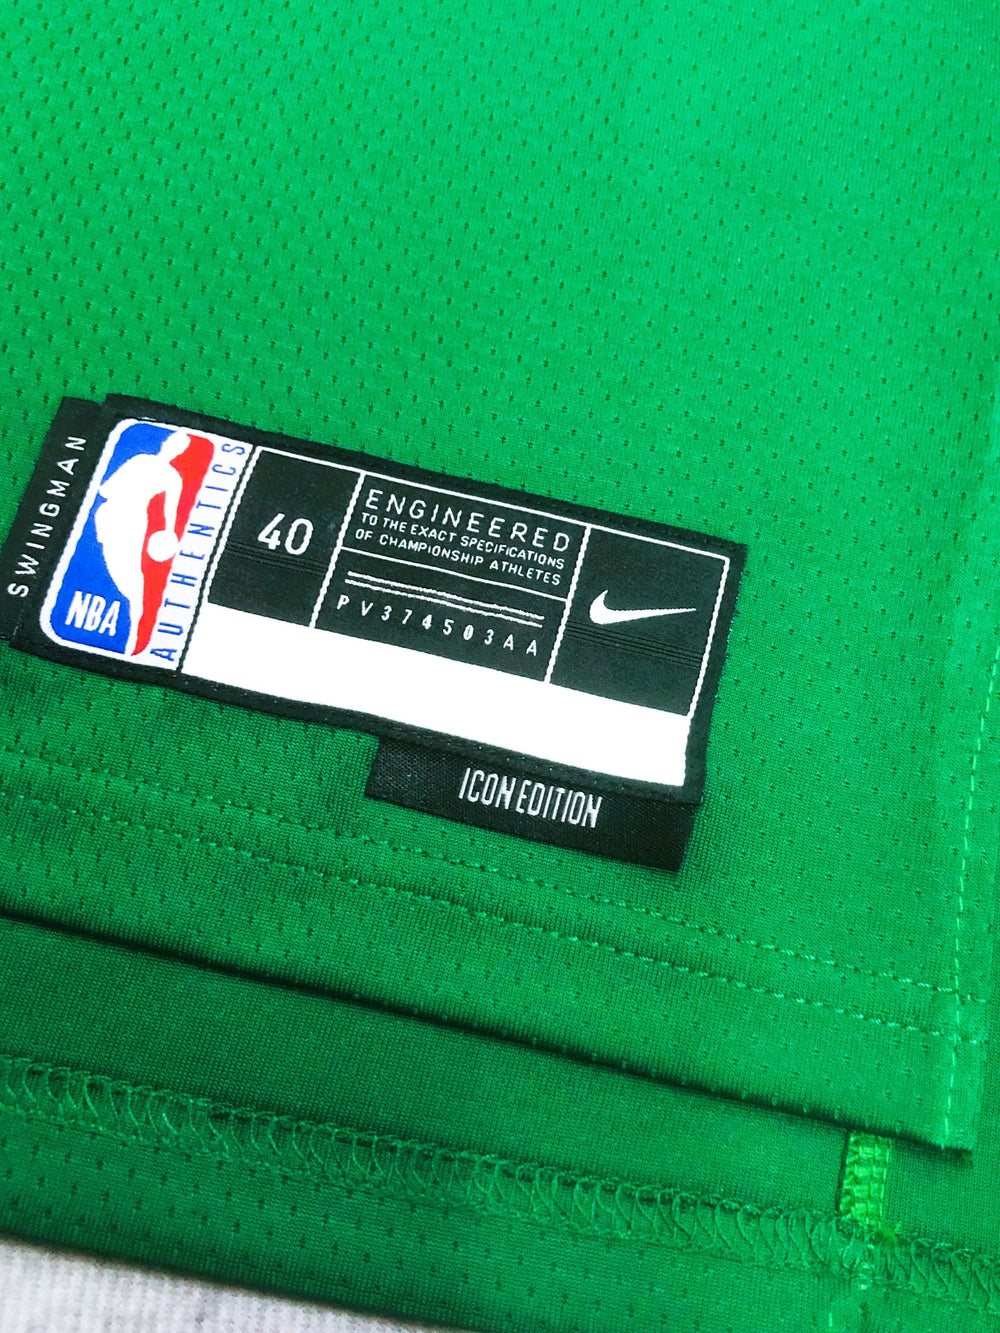 SWINGMAN
NBA
AUTHENTICS
40
ENGINEERED
TO THE EXACT SPECIFICATIONS
OF CHAMPIONSHIP ATHLETES
PV374503AA
ICON EDITION